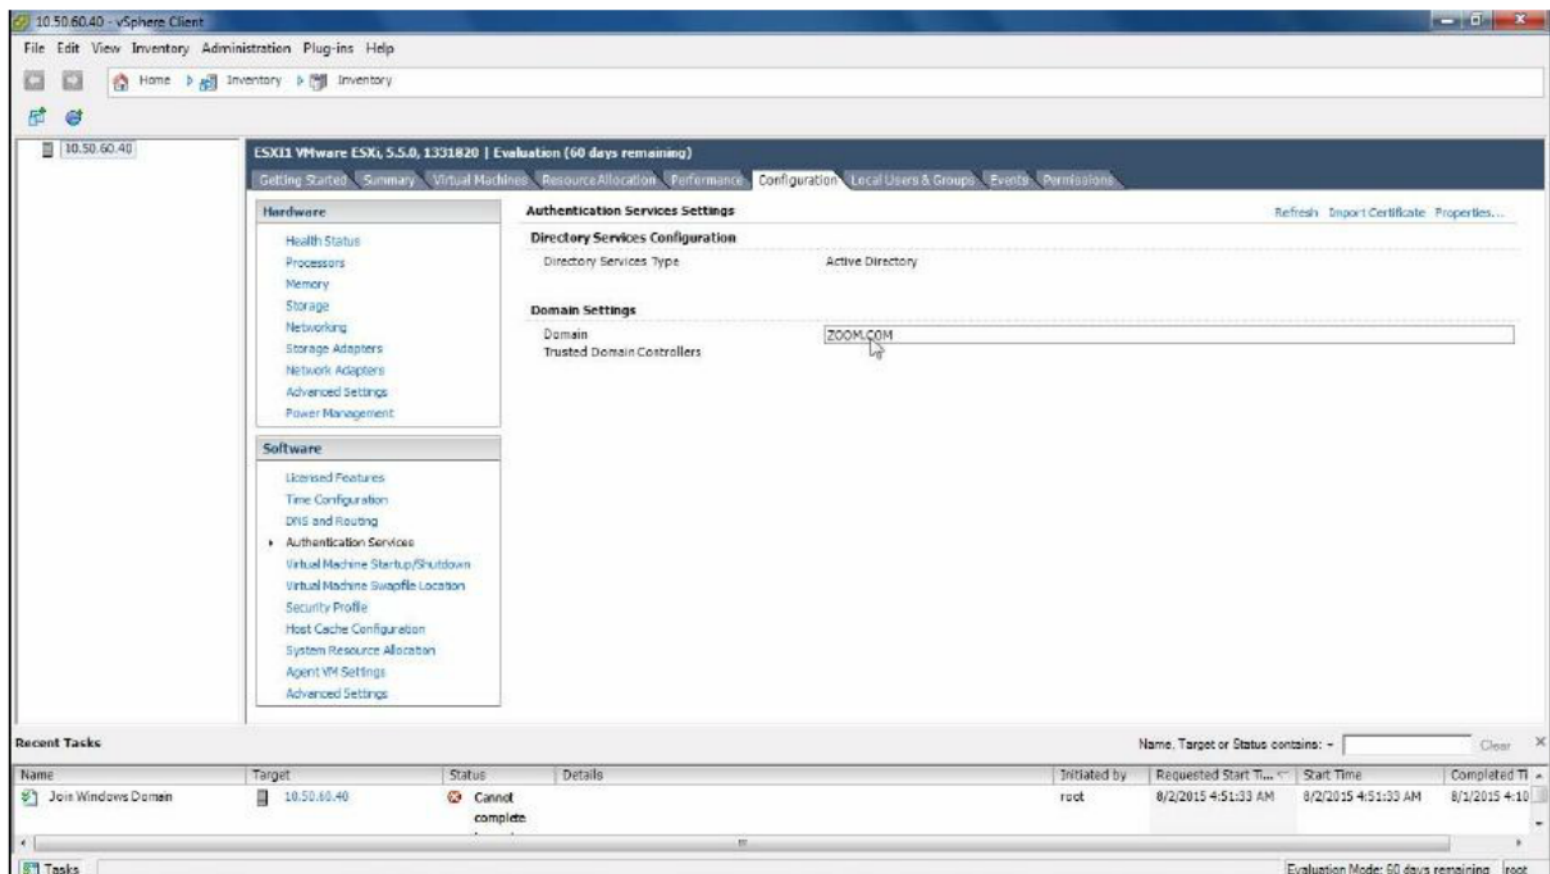 10.50.60.40 - vSphere Client
File Edit View Inventory Administration Plug-ins Help
Home Inventory Inventory
10.50.60.40
ESXI1 VMware ESXi, 5.5.0, 1331820 | Evaluation (60 days remaining)
Getting Started Summary Virtual Machines Resource Allocation Performance Configuration Local Users & Groups Events Permissions
Hardware
Health Status
Processors
Memory
Storage
Networking
Storage Adapters
Network Adapters
Advanced Settings
Power Management
Software
Licensed Features
Time Configuration
DNS and Routing
Authentication Services
Virtual Machine Startup/Shutdown
Virtual Machine Swapfile Location
Security Profile
Host Cache Configuration
System Resource Allocation
Agent VM Settings
Advanced Settings
Authentication Services Settings
Refresh Import Certificate Properties...
Directory Services Configuration
Directory Services Type Active Directory
Domain Settings
Domain ZOOM.COM
Trusted Domain Controllers
Recent Tasks
Name, Target or Status contains: Clear
Name Target Status Details Initiated by Requested Start Ti... Start Time Completed Ti
Join Windows Domain 10.50.60.40 Cannot complete root 8/2/2015 4:51:33 AM 8/2/2015 4:51:33 AM 8/1/2015 4:10
Tasks
Evaluation Mode: 60 days remaining root